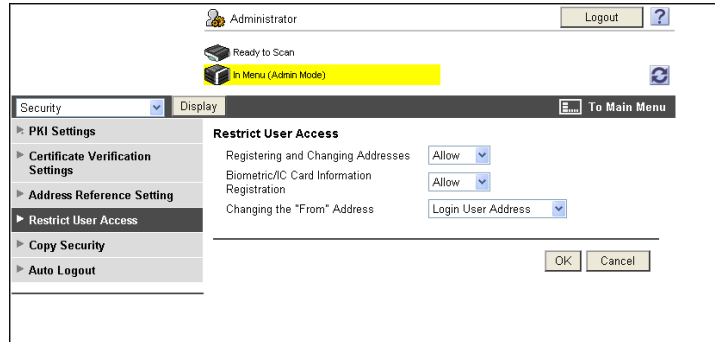 Administrator
Logout
?
Ready to Scan
In Menu (Admin Mode)
Security
Display
To Main Menu
PKI Settings
Certificate Verification
Settings
Address Reference Setting
Restrict User Access
Copy Security
Auto Logout
Restrict User Access
Registering and Changing Addresses
Allow
Biometric/IC Card Information
Registration
Allow
Changing the "From" Address
Login User Address
OK
Cancel